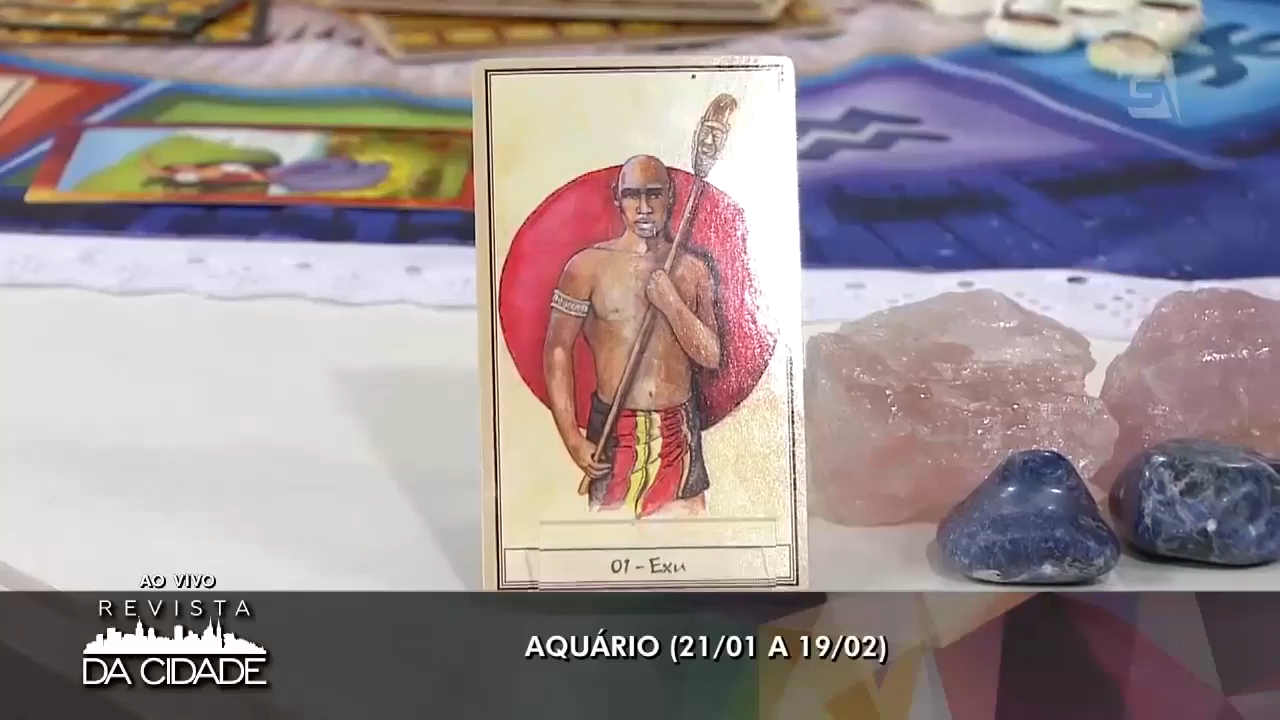 01 - Exu
AO VIVO
REVISTA
DA CIDADE
AQUÁRIO (21/01 A 19/02)